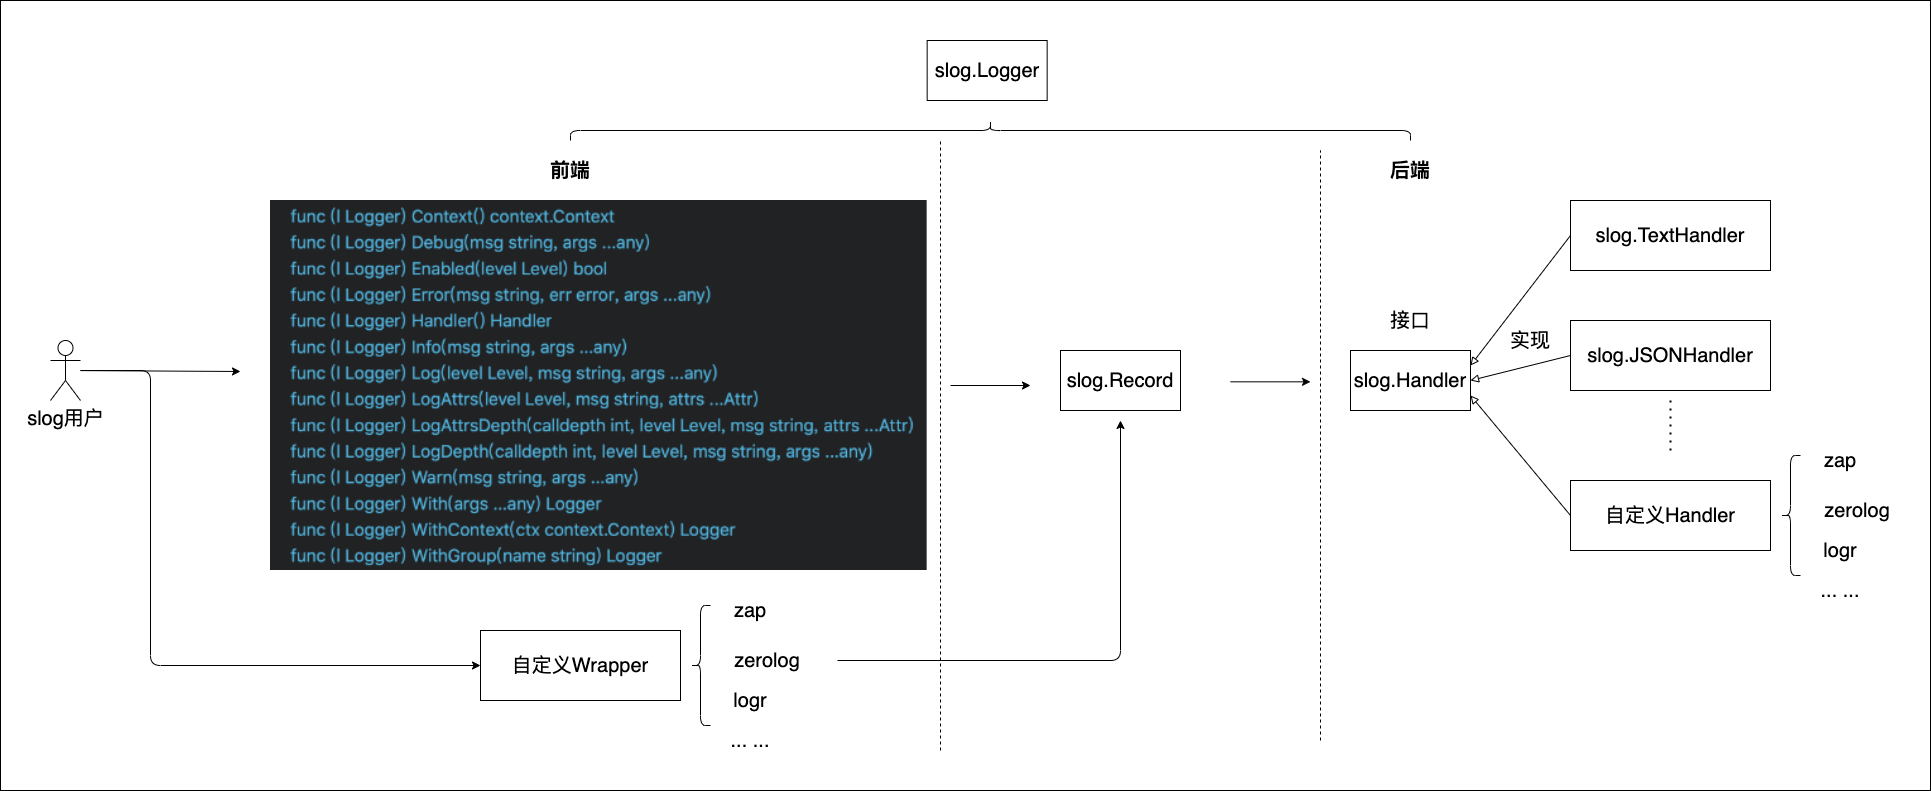 slog.Logger
前端
后端
func (l Logger) Context() context.Context
func (l Logger) Debug(msg string, args ...any)
func (l Logger) Enabled(level Level) bool
func (l Logger) Error(msg string, err error, args ...any)
func (l Logger) Handler() Handler
func (l Logger) Info(msg string, args ...any)
func (l Logger) Log(level Level, msg string, args ...any)
func (l Logger) LogAttrs(level Level, msg string, attrs ...Attr)
func (l Logger) LogAttrsDepth(calldepth int, level Level, msg string, attrs ...Attr)
func (l Logger) LogDepth(calldepth int, level Level, msg string, args ...any)
func (l Logger) Warn(msg string, args ...any)
func (l Logger) With(args ...any) Logger
func (l Logger) WithContext(ctx context.Context) Logger
func (l Logger) WithGroup(name string) Logger
slog用户
自定义Wrapper
zap
zerolog
logr
... ...
slog.Record
接口
slog.Handler
实现
slog.TextHandler
slog.JSONHandler
自定义Handler
zap
zerolog
logr
... ...